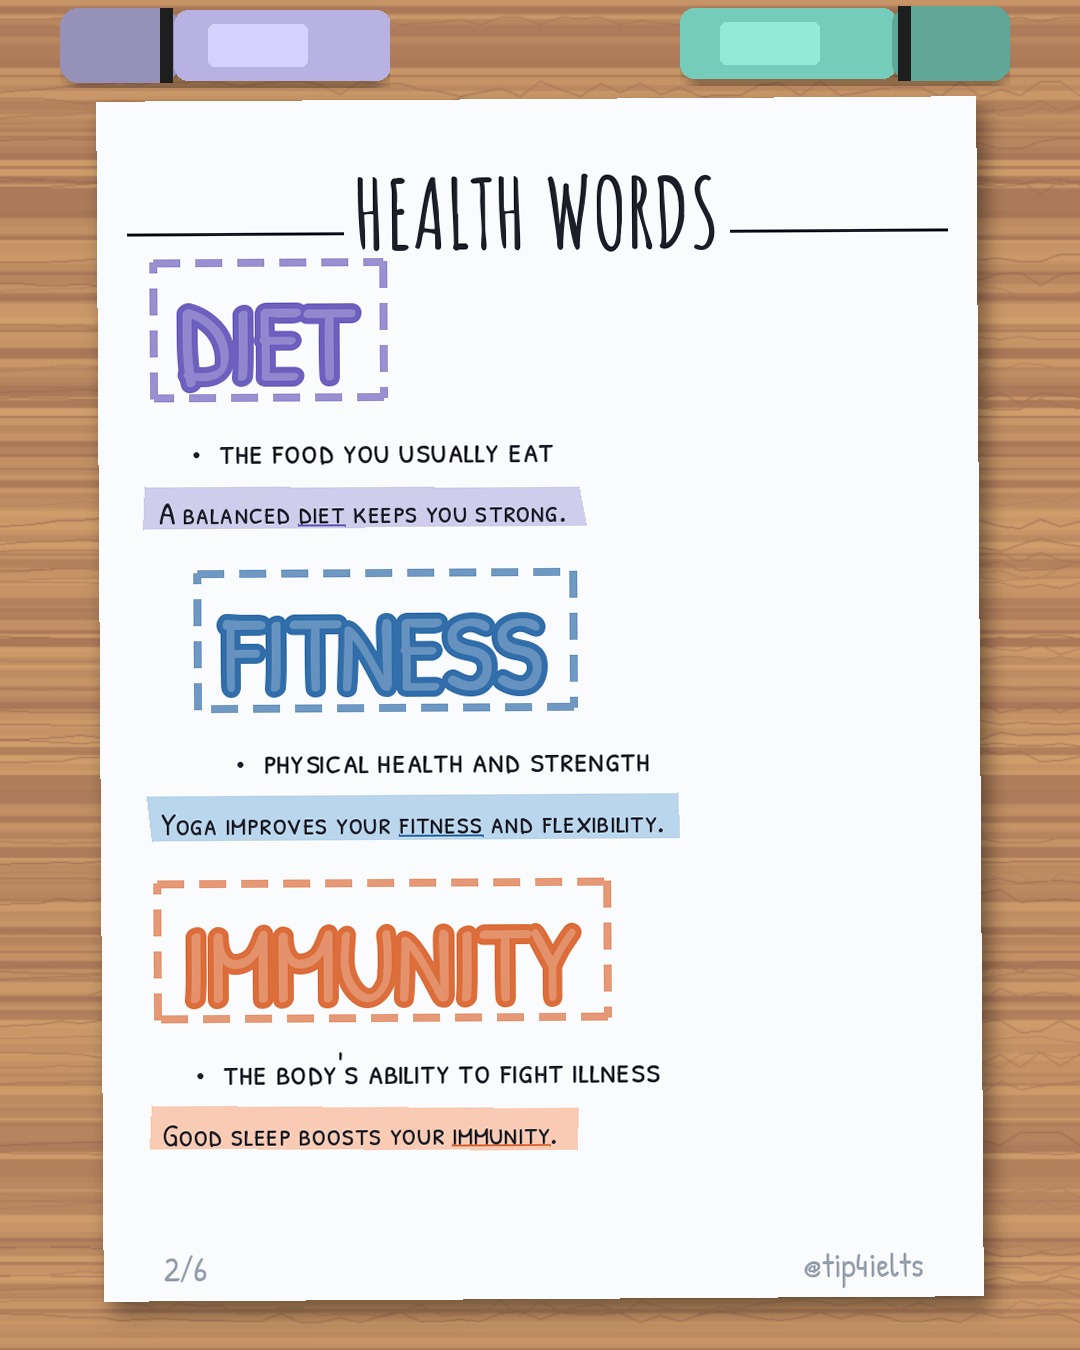 HEALTH WORDS
DIET
• THE FOOD YOU USUALLY EAT
A BALANCED DIET KEEPS YOU STRONG.
FITNESS
• PHYSICAL HEALTH AND STRENGTH
YOGA IMPROVES YOUR FITNESS AND FLEXIBILITY.
IMMUNITY
• THE BODY'S ABILITY TO FIGHT ILLNESS
GOOD SLEEP BOOSTS YOUR IMMUNITY.
2/6
@tip4ielts